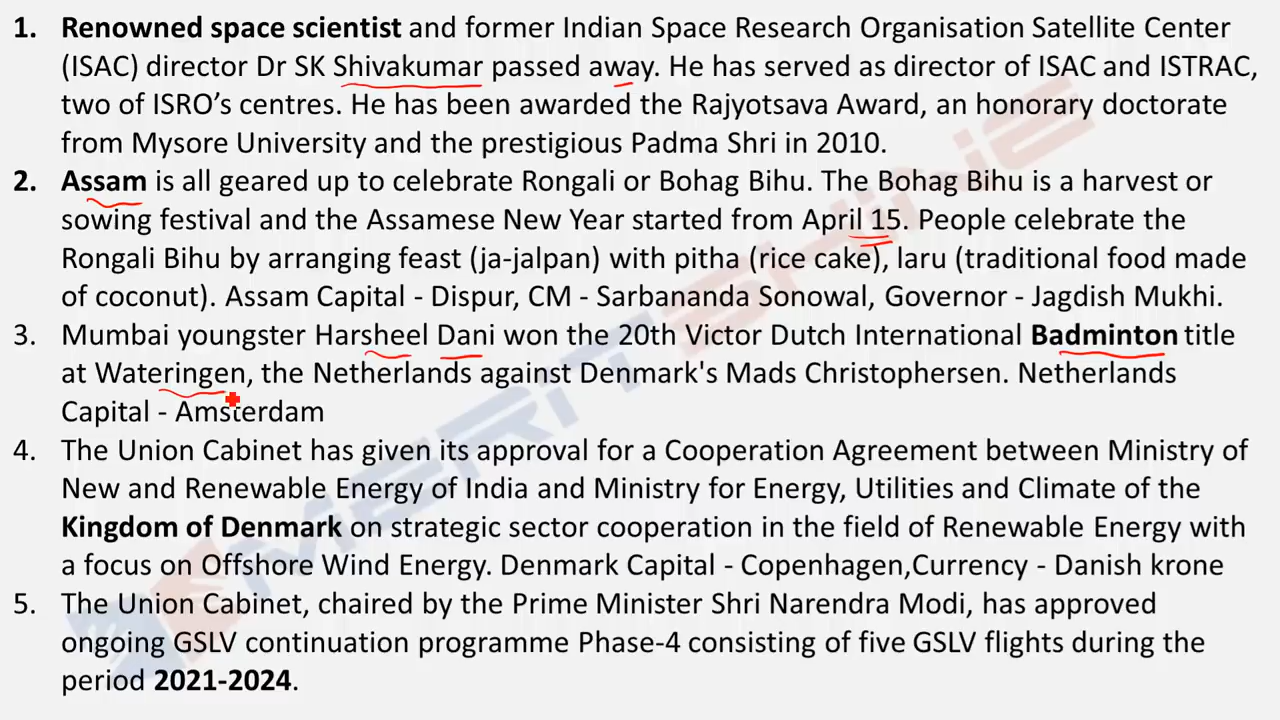 1. Renowned space scientist and former Indian Space Research Organisation Satellite Center
(ISAC) director Dr SK Shivakumar passed away. He has served as director of ISAC and ISTRAC,
two of ISRO's centres. He has been awarded the Rajyotsava Award, an honorary doctorate
from Mysore University and the prestigious Padma Shri in 2010.
2. Assam is all geared up to celebrate Rongali or Bohag Bihu. The Bohag Bihu is a harvest or
sowing festival and the Assamese New Year started from April 15. People celebrate the
Rongali Bihu by arranging feast (ja-jalpan) with pitha (rice cake), laru (traditional food made
of coconut). Assam Capital - Dispur, CM - Sarbananda Sonowal, Governor - Jagdish Mukhi.
3. Mumbai youngster Harsheel Dani won the 20th Victor Dutch International Badminton title
at Wateringen, the Netherlands against Denmark's Mads Christophersen. Netherlands
Capital - Amsterdam
4. The Union Cabinet has given its approval for a Cooperation Agreement between Ministry of
New and Renewable Energy of India and Ministry for Energy, Utilities and Climate of the
Kingdom of Denmark on strategic sector cooperation in the field of Renewable Energy with
a focus on Offshore Wind Energy. Denmark Capital - Copenhagen,Currency - Danish krone
5. The Union Cabinet, chaired by the Prime Minister Shri Narendra Modi, has approved
ongoing GSLV continuation programme Phase-4 consisting of five GSLV flights during the
period 2021-2024.
MERITSHINE